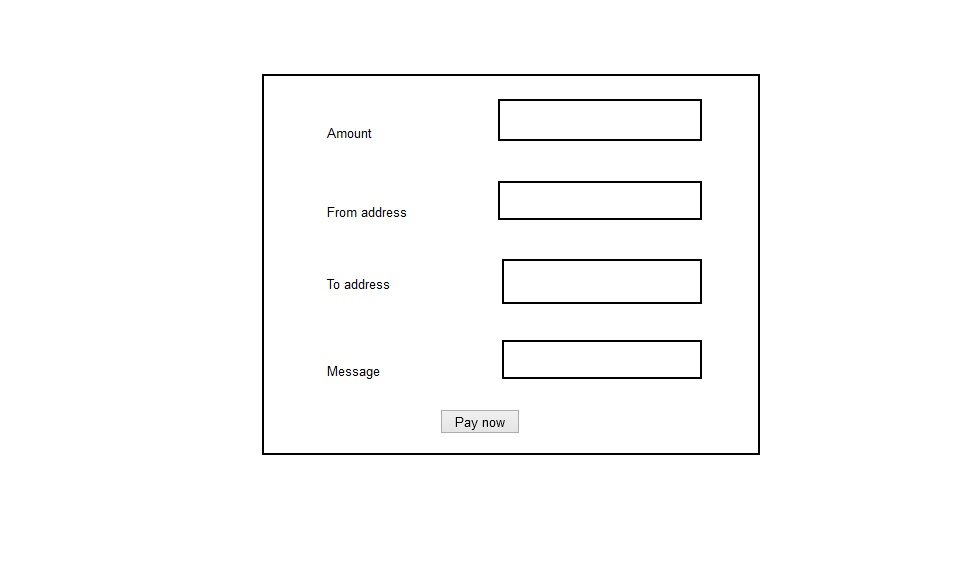 Amount
From address
To address
Message
Pay now